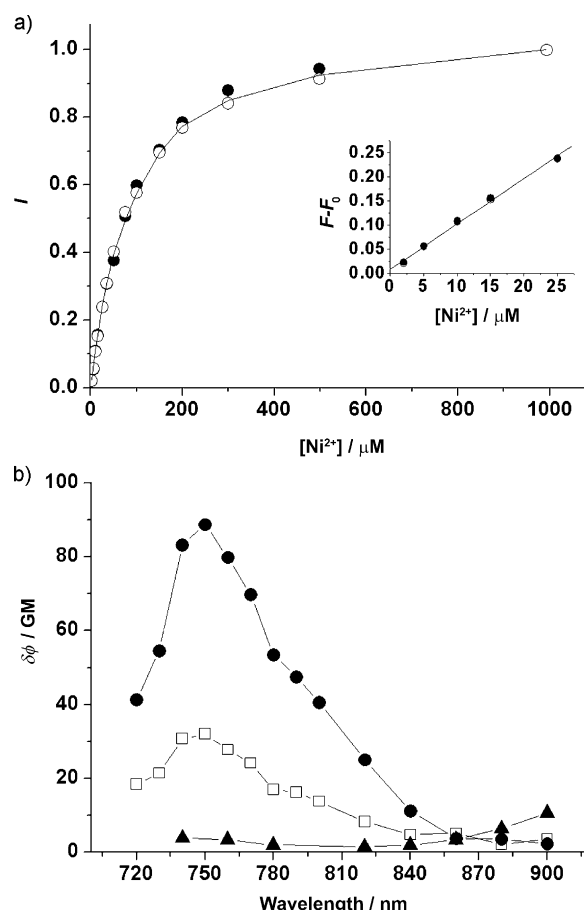 a)
1.0
0.8
0.6
0.4
0.2
0.0
I
0 200 400 600 800 1000
[Ni²⁺] / μM
0.25
0.20
0.15
0.10
0.05
0.00
F-F₀
0 5 10 15 20 25
[Ni²⁺] / μM
b)
100
80
60
40
20
0
δϕ / GM
720 750 780 810 840 870 900
Wavelength / nm